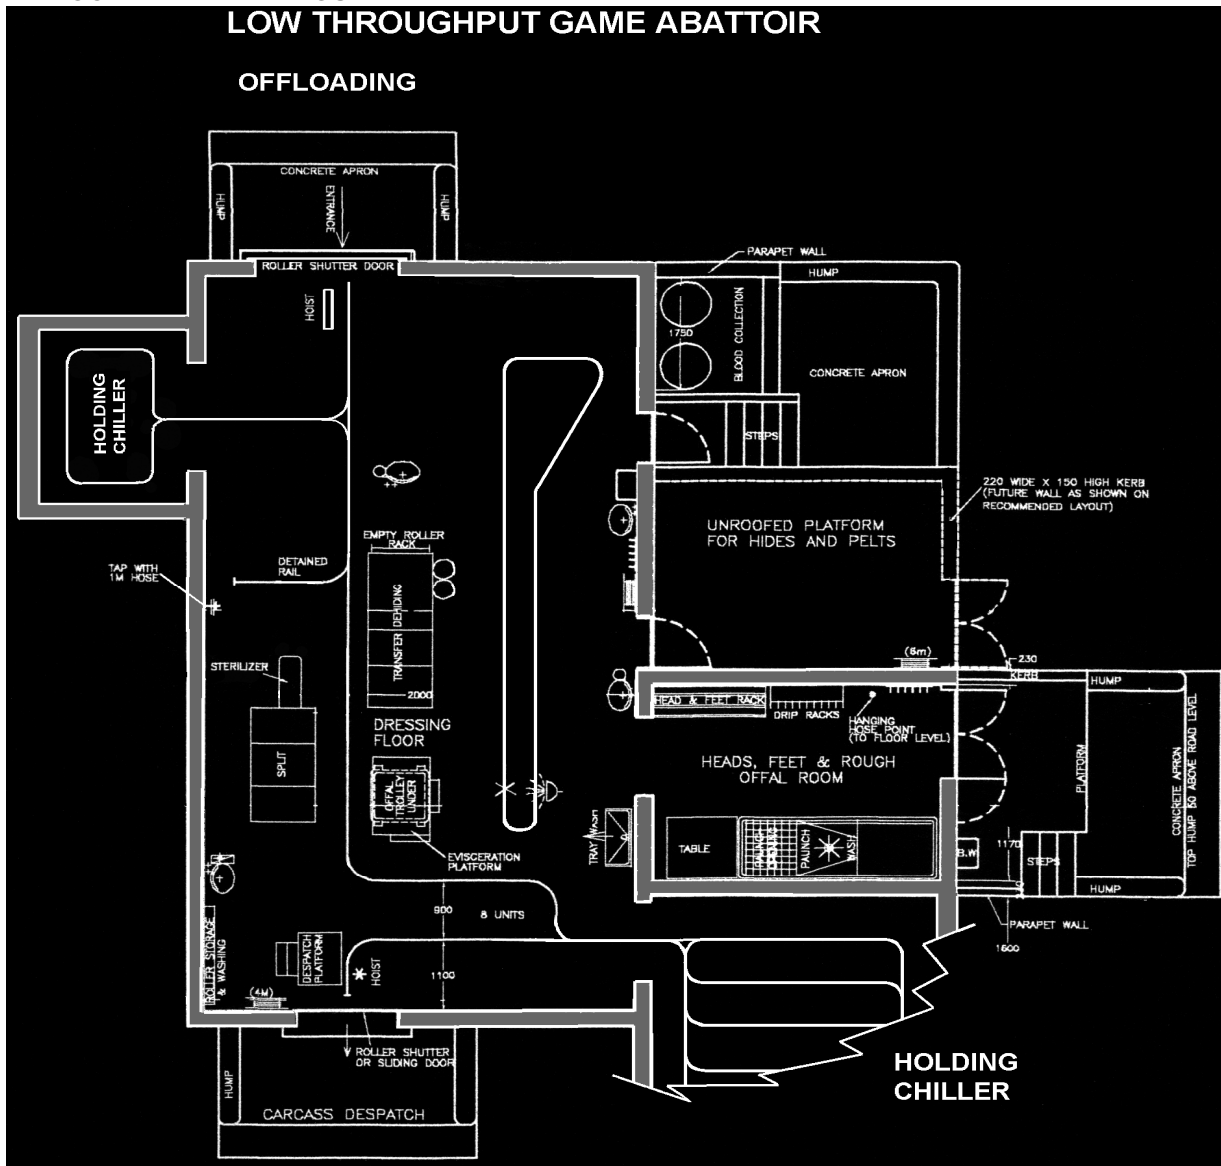 LOW THROUGHPUT GAME ABATTOIR
OFFLOADING
CONCRETE APRON
HUMP
ENTRANCE
HUMP
ROLLER SHUTTER DOOR
HOIST
PARAPET WALL
HUMP
1750
BLOOD COLLECTION
CONCRETE APRON
STEPS
HOLDING
CHILLER
220 WIDE X 150 HIGH KERB
(FUTURE WALL AS SHOWN ON
RECOMMENDED LAYOUT)
UNROOFED PLATFORM
FOR HIDES AND PELTS
EMPTY ROLLER
RACK
DETAINED
RAIL
TAP WITH
1M HOSE
DEHIDING
TRANSFER
2000
STERILIZER
(6m)
230
KERB
HUMP
HEAD & FEET RACK
DRIP RACKS
HANGING
HOSE POINT
(TO FLOOR LEVEL)
DRESSING
FLOOR
SPLIT
HEADS, FEET & ROUGH
OFFAL ROOM
PLATFORM
CONCRETE APRON
TOP HUMP 50 ABOVE ROAD LEVEL
OFFAL
TROLLEY
UNDER
TRAY WASH
TABLE
PAUNCH
OPENING
PAUNCH
WASH
B.W
1170
STEPS
HUMP
EVISCERATION
PLATFORM
PARAPET WALL
1600
900
8 UNITS
ROLLER STORAGE
& WASHING
DESPATCH
PLATFORM
HOIST
1100
(4M)
ROLLER SHUTTER
OR SLIDING DOOR
HUMP
CARCASS DESPATCH
HOLDING
CHILLER